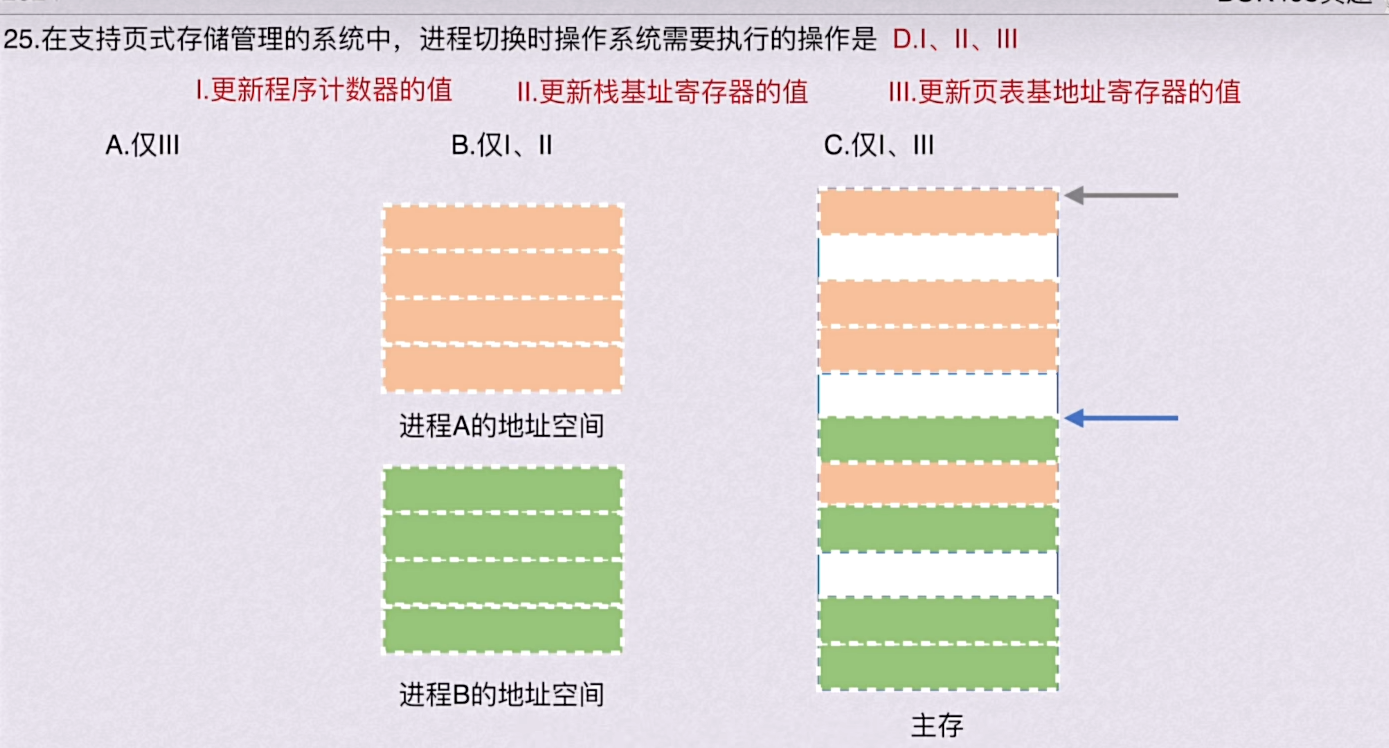 25.在支持页式存储管理的系统中，进程切换时操作系统需要执行的操作是 D.I、II、III
I.更新程序计数器的值 II.更新栈基址寄存器的值 III.更新页表基地址寄存器的值
A.仅III B.仅I、II C.仅I、III
进程A的地址空间
进程B的地址空间
主存